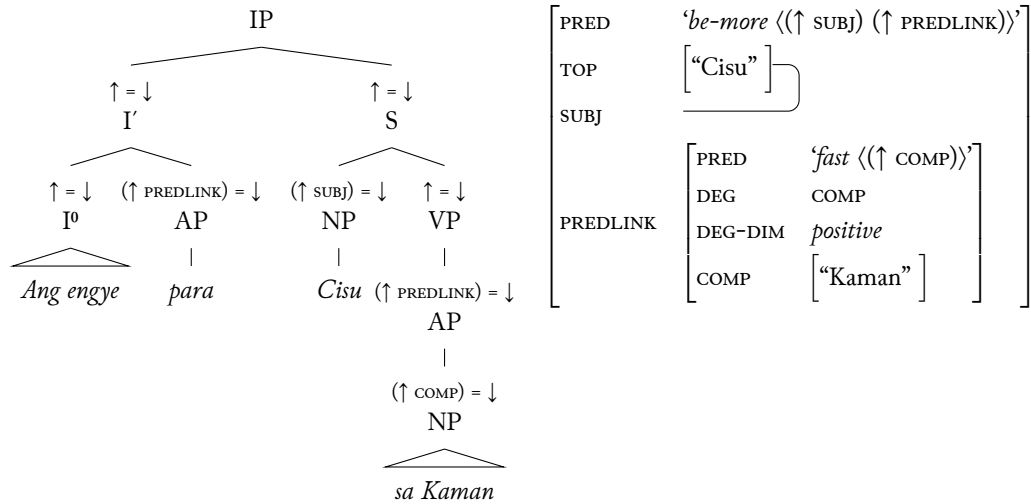 IP
↑ = ↓ ↑ = ↓
I′ S
↑ = ↓ (↑ PREDLINK) = ↓ (↑ SUBJ) = ↓ ↑ = ↓
I⁰ AP NP VP
Ang engye para Cisu (↑ PREDLINK) = ↓
AP
(↑ COMP) = ↓
NP
sa Kaman
PRED ‘be-more ⟨(↑ SUBJ) (↑ PREDLINK)⟩’
TOP [“Cisu”]
SUBJ
PREDLINK
PRED ‘fast ⟨(↑ COMP)⟩’
DEG COMP
DEG-DIM positive
COMP [“Kaman”]